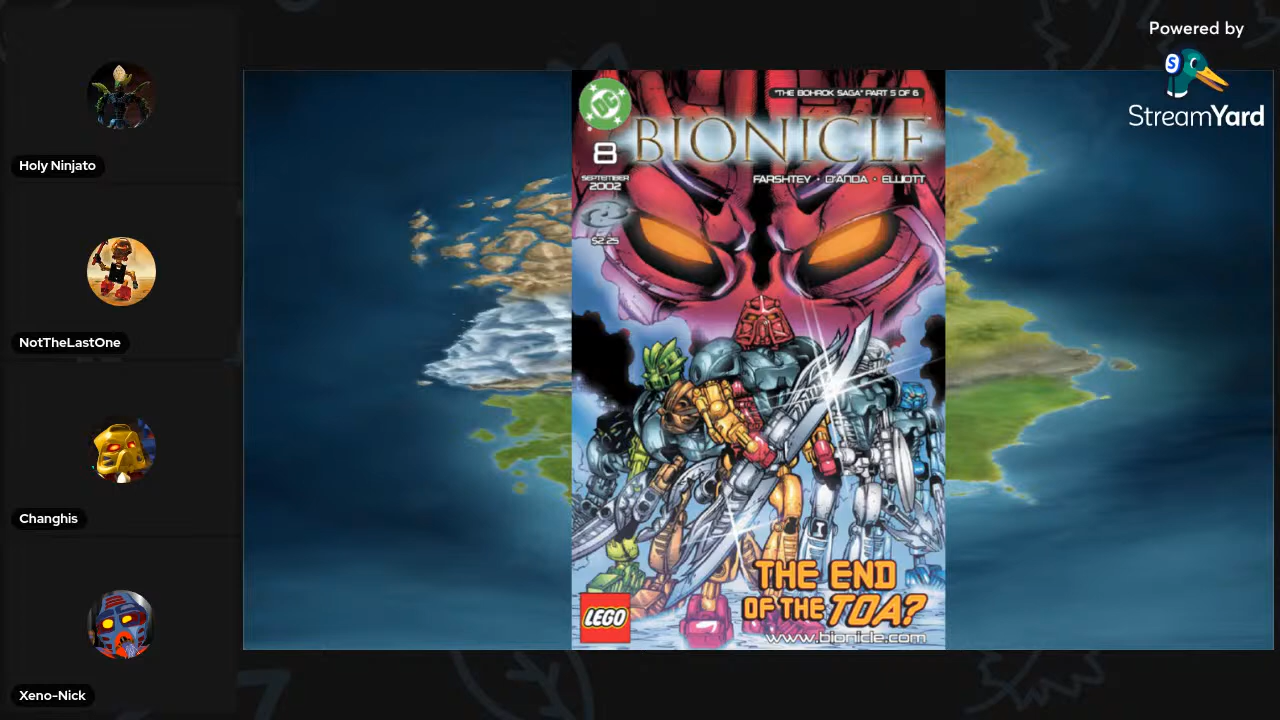 Powered by
StreamYard
Holy Ninjato
NotTheLastOne
Changhis
Xeno-Nick
DC
"THE BOHROK SAGA" PART 5 OF 6
BIONICLE
8
SEPTEMBER
2002
FARSHTEY • D'ANDA • ELLIOTT
$2.25
THE END
OF THE TOA?
LEGO
www.bionicle.com